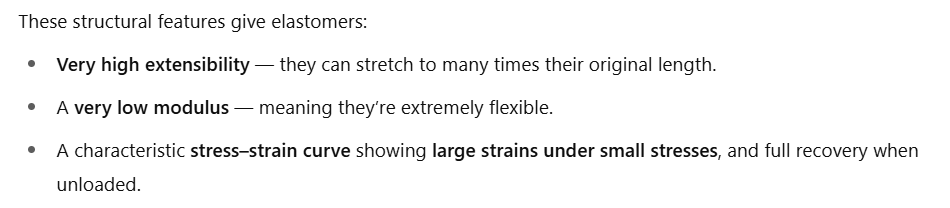 These structural features give elastomers:
• Very high extensibility — they can stretch to many times their original length.
• A very low modulus — meaning they're extremely flexible.
• A characteristic stress–strain curve showing large strains under small stresses, and full recovery when
unloaded.